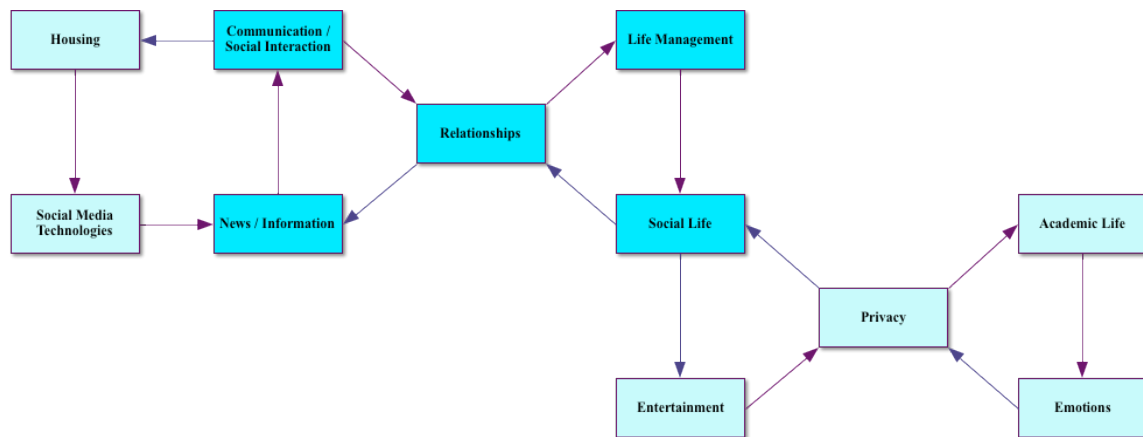 Housing
Communication /
Social Interaction
Life Management
Relationships
Social Media
Technologies
News / Information
Social Life
Academic Life
Privacy
Entertainment
Emotions